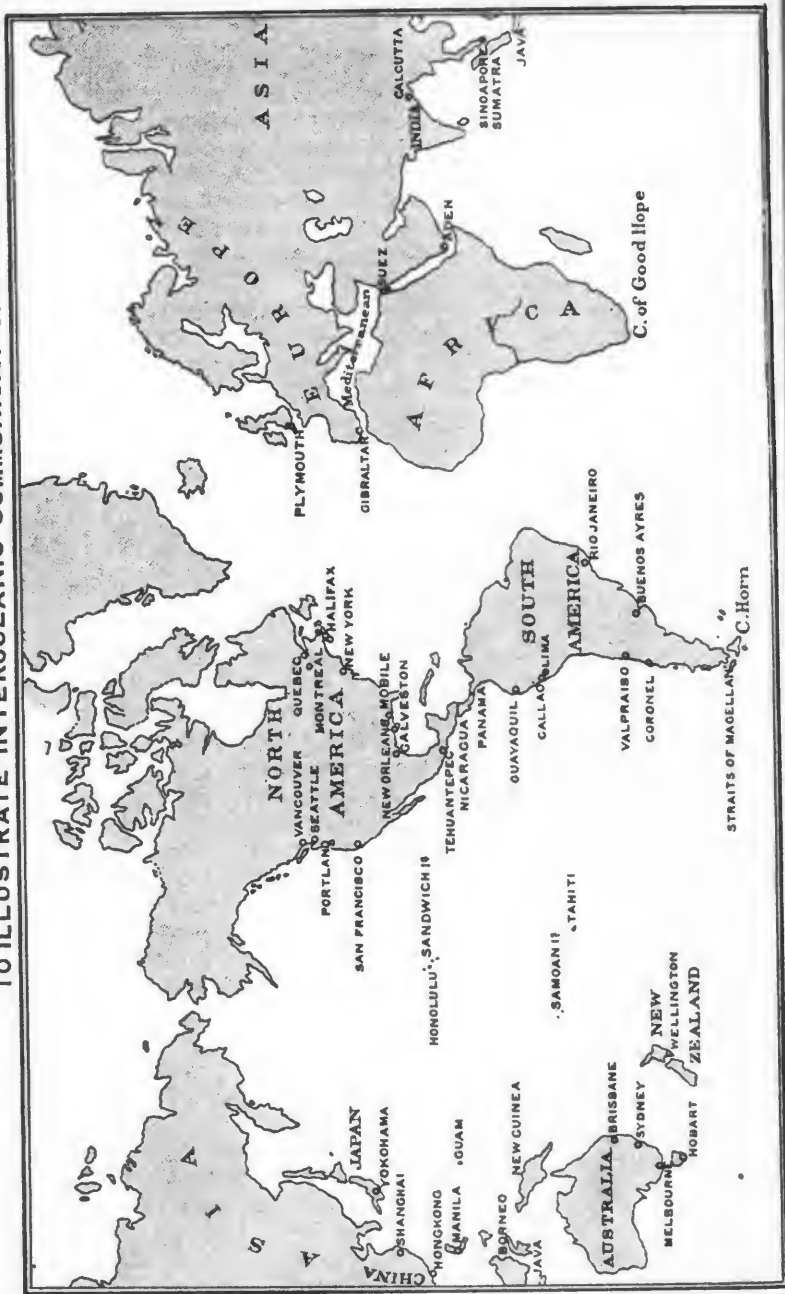 TO ILLUSTRATE INTEROCEANIC
ASIA
CHINA
JAPAN
YOKOHAMA
SHANGHAI
HONGKONG
MANILA
GUAM
BORNEO
JAVA
NEW GUINEA
AUSTRALIA
BRISBANE
SYDNEY
MELBOURNE
HOBART
NEW
WELLINGTON
ZEALAND
SAMOAN Iˢ
TAHITI
HONOLULU
SANDWICH Iˢ
NORTH
AMERICA
VANCOUVER
SEATTLE
PORTLAND
SAN FRANCISCO
QUEBEC
MONTREAL
HALIFAX
NEW YORK
NEW ORLEANS
MOBILE
GALVESTON
TEHUANTEPEC
NICARAGUA
PANAMA
GUAYAQUIL
CALLAO
LIMA
SOUTH
AMERICA
RIO JANEIRO
BUENOS AYRES
VALPRAISO
CORONEL
STRAITS OF MAGELLAN
C. Horn
EUROPE
PLYMOUTH
GIBRALTAR
Mediterranean
SUEZ
ADEN
AFRICA
C. of Good Hope
ASIA
INDIA
CALCUTTA
SINGAPORE
SUMATRA
JAVA